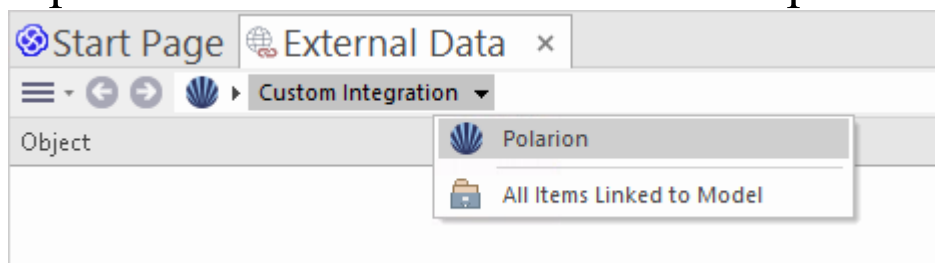 Start Page External Data ×
Custom Integration
Object
Polarion
All Items Linked to Model